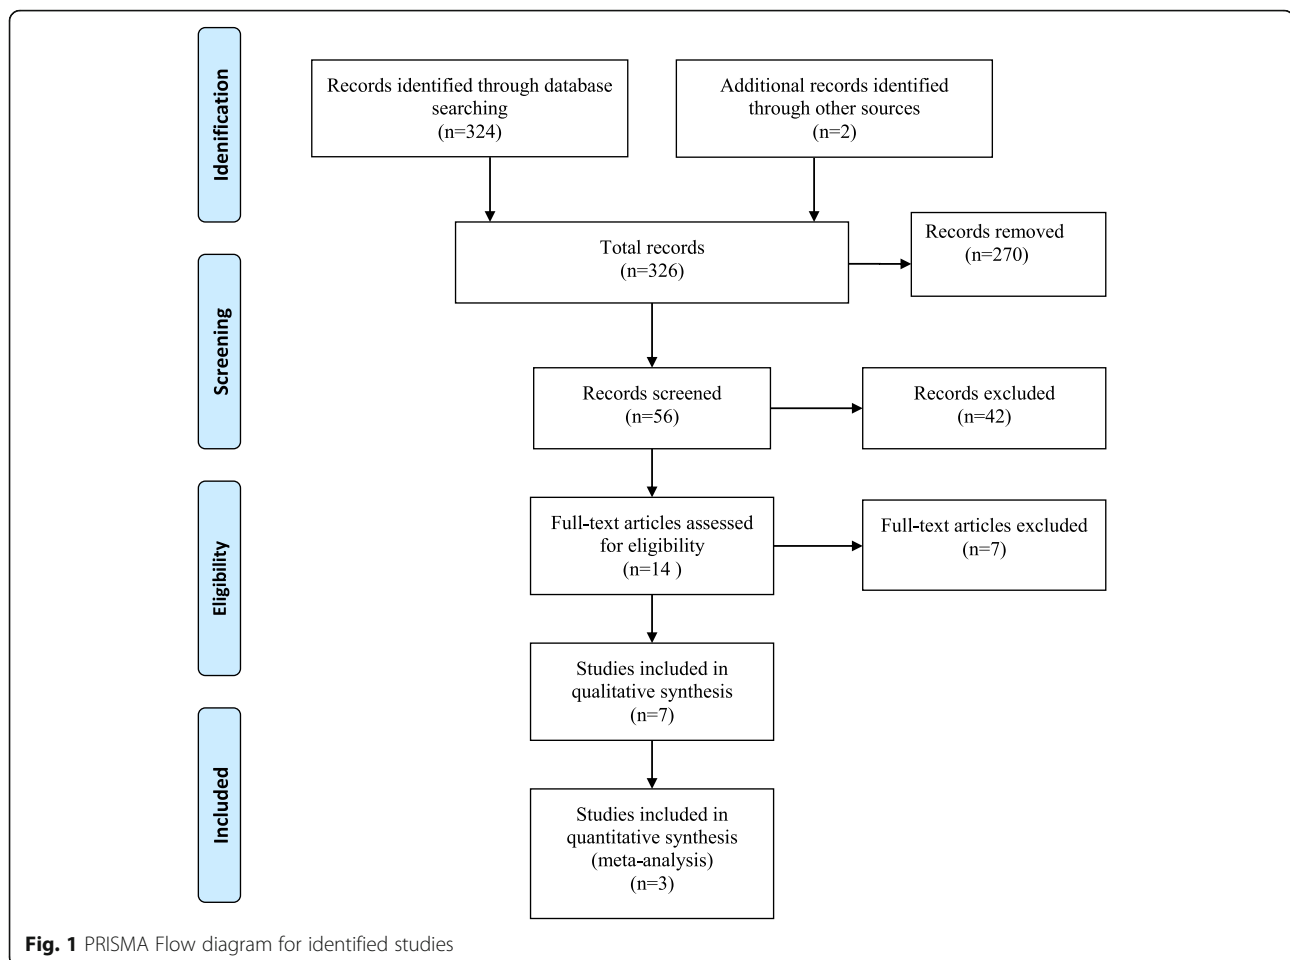 Idenification
Records identified through database
searching
(n=324)
Additional records identified
through other sources
(n=2)
Total records
(n=326)
Records removed
(n=270)
Screening
Records screened
(n=56)
Records excluded
(n=42)
Eligibility
Full-text articles assessed
for eligibility
(n=14 )
Full-text articles excluded
(n=7)
Studies included in
qualitative synthesis
(n=7)
Included
Studies included in
quantitative synthesis
(meta-analysis)
(n=3)
Fig. 1 PRISMA Flow diagram for identified studies